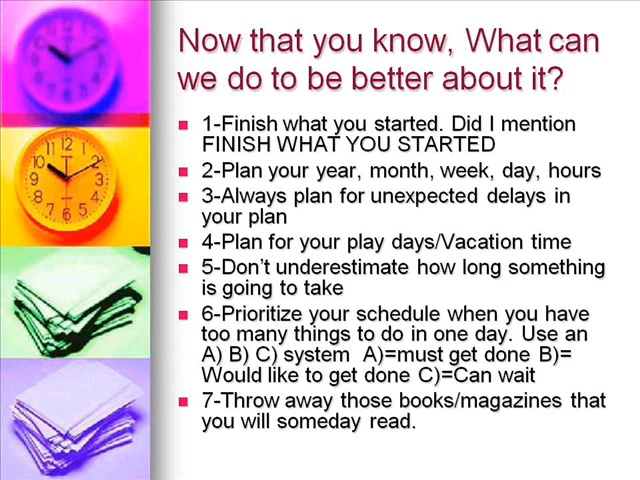 Now that you know, What can
we do to be better about it?
1-Finish what you started. Did I mention
FINISH WHAT YOU STARTED
2-Plan your year, month, week, day, hours
3-Always plan for unexpected delays in
your plan
4-Plan for your play days/Vacation time
5-Don't underestimate how long something
is going to take
6-Prioritize your schedule when you have
too many things to do in one day. Use an
A) B) C) system  A)=must get done B)=
Would like to get done C)=Can wait
7-Throw away those books/magazines that
you will someday read.